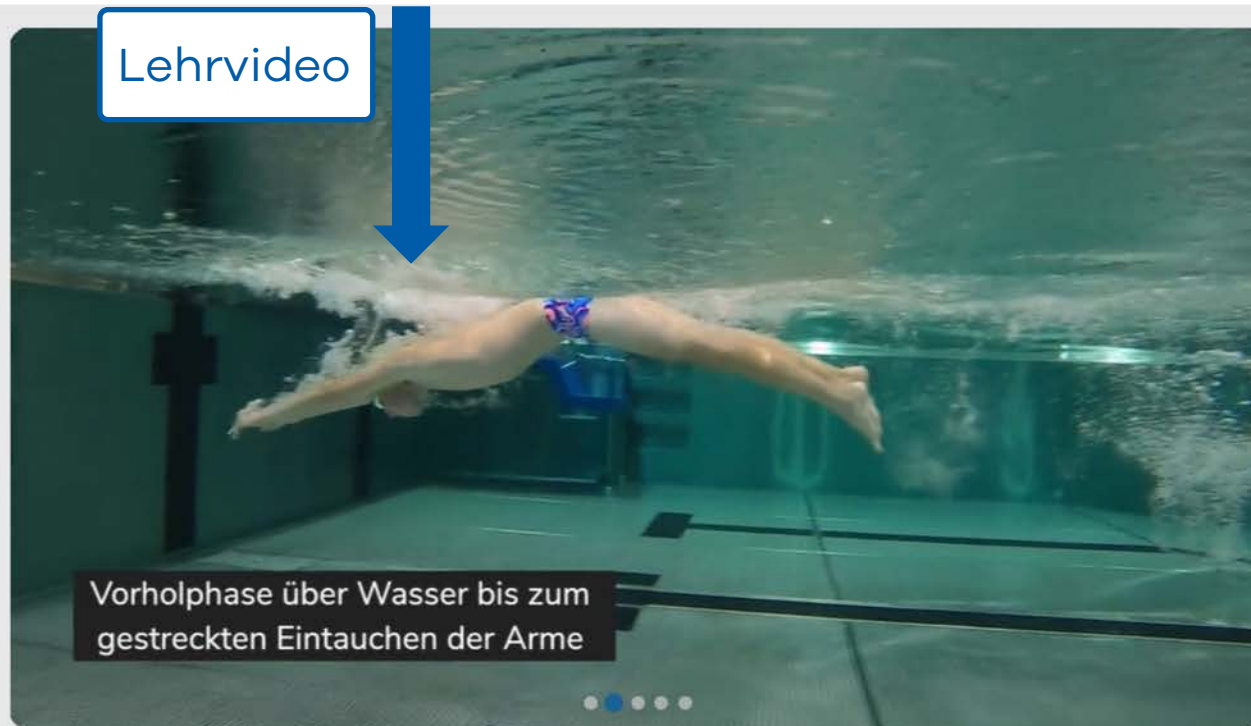 Lehrvideo
Vorholphase über Wasser bis zum
gestreckten Eintauchen der Arme